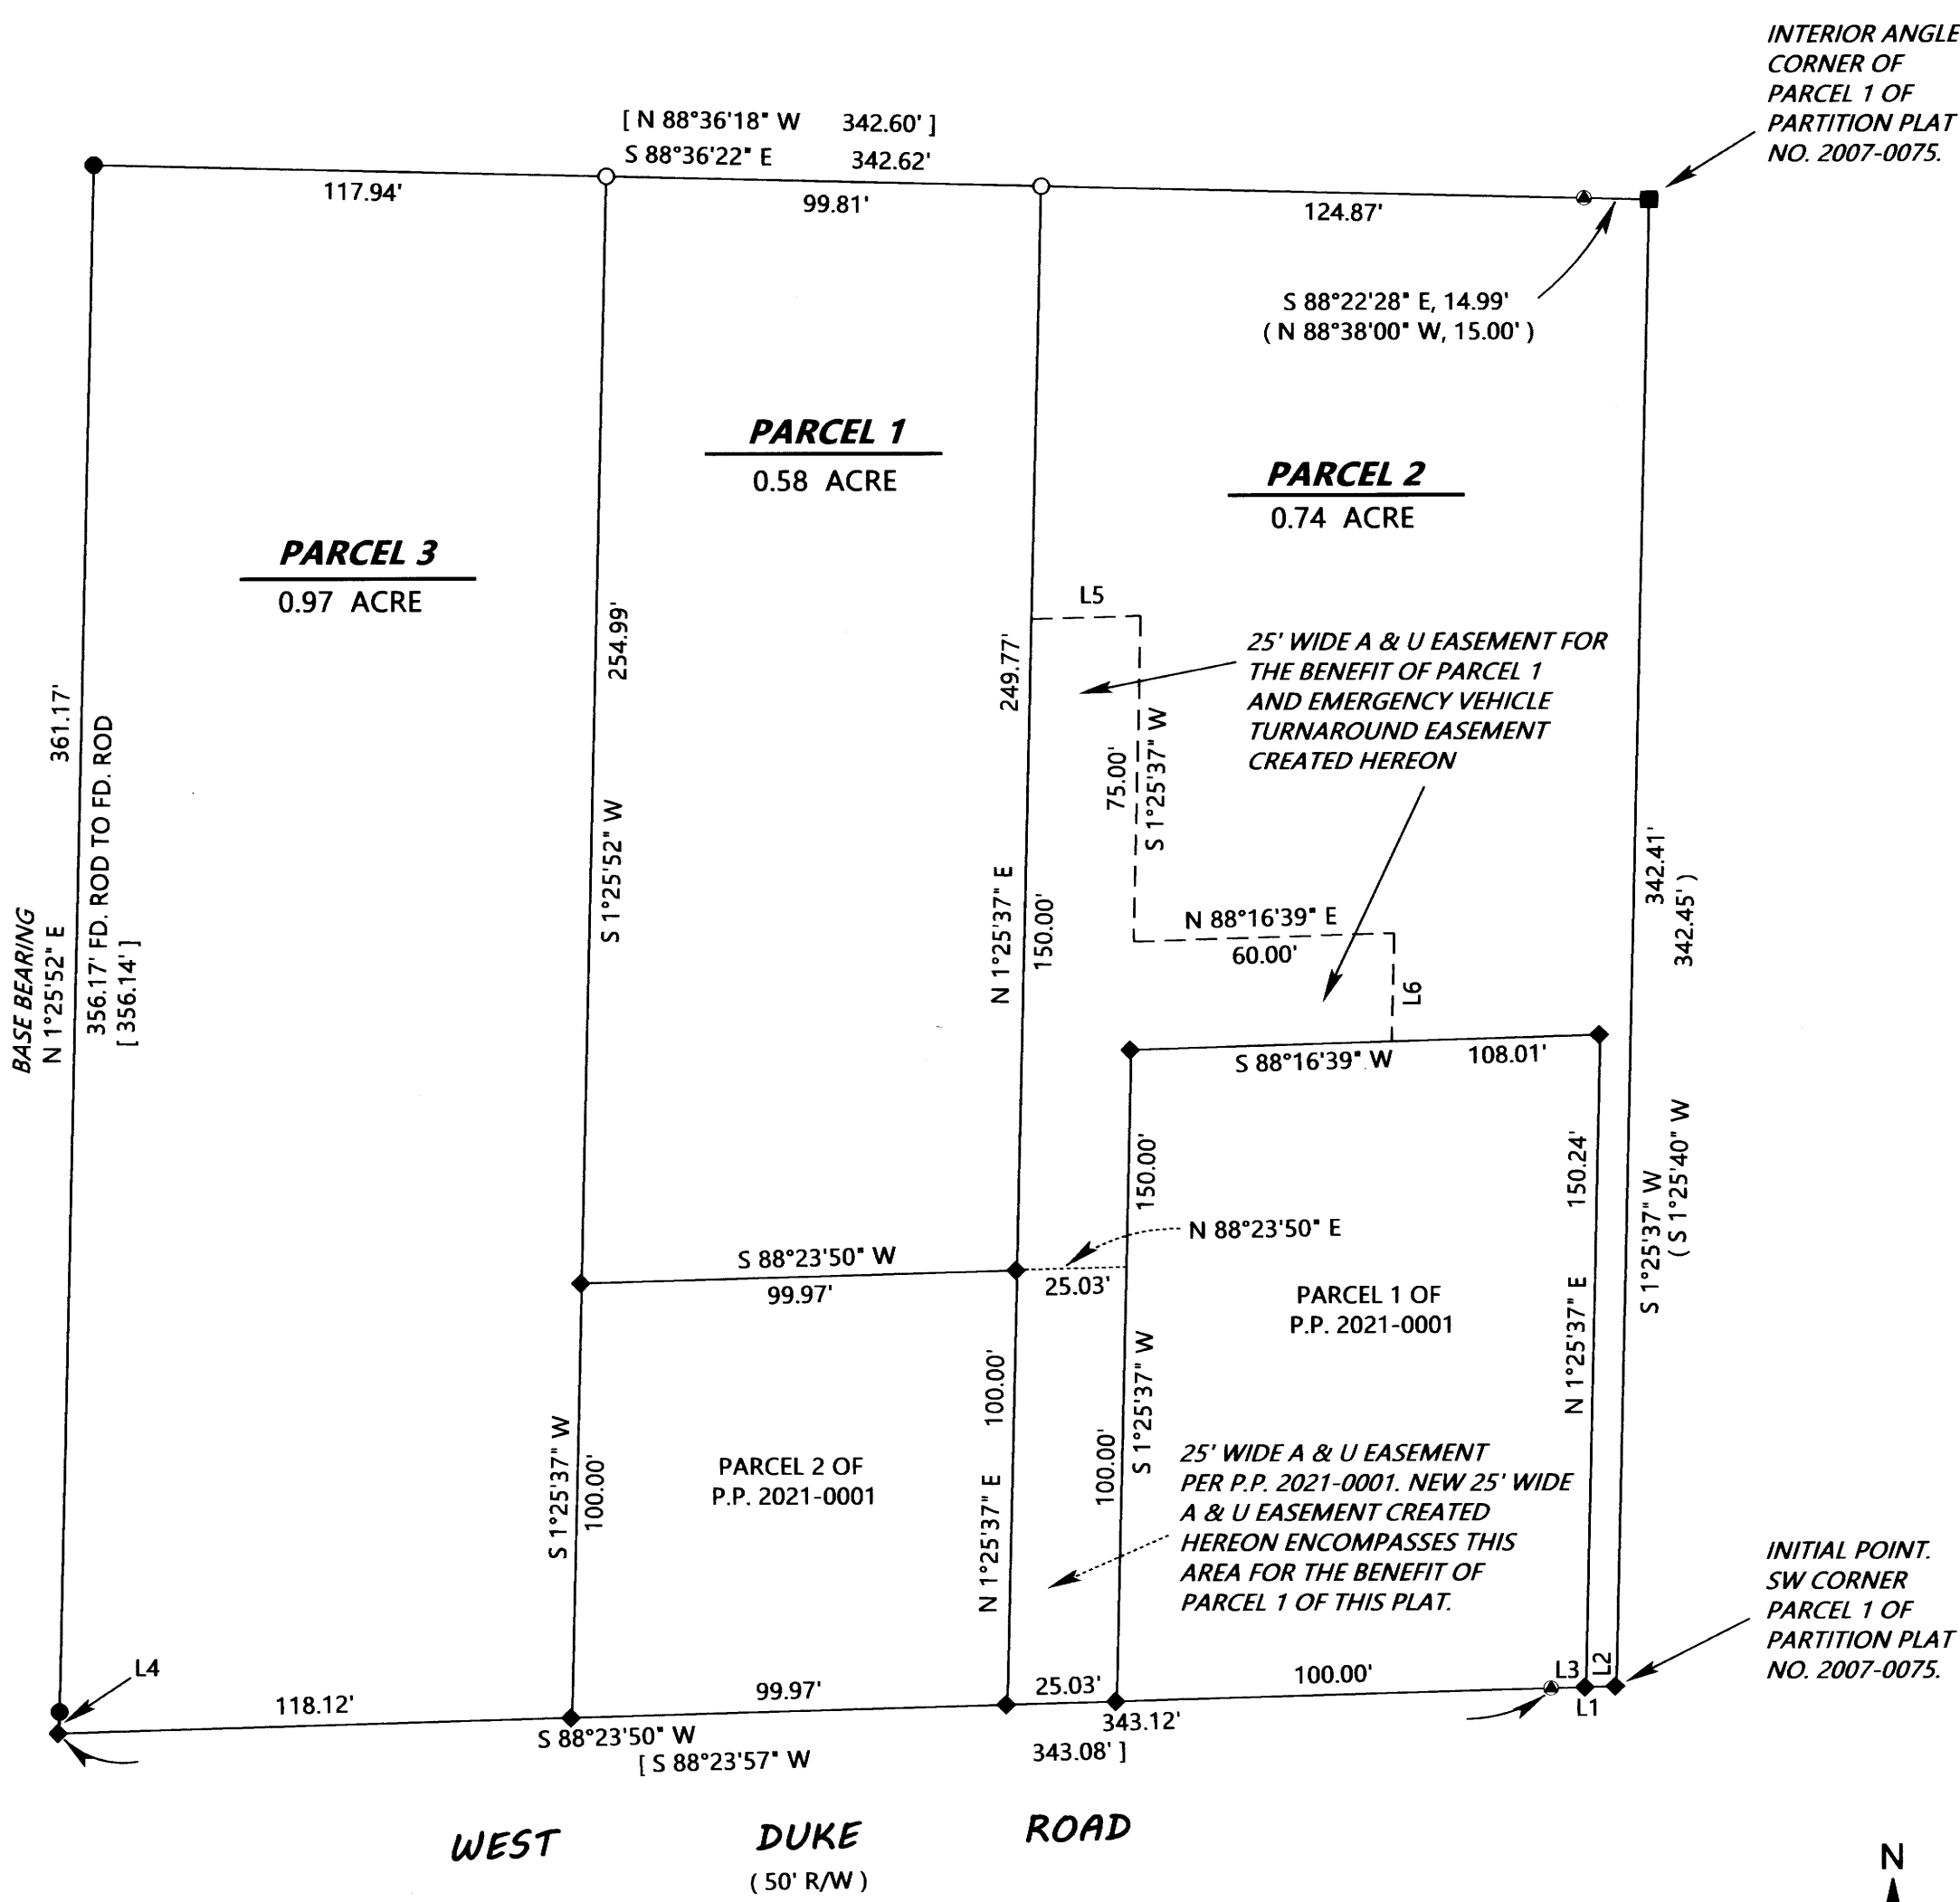 INTERIOR ANGLE
CORNER OF
PARCEL 1 OF
PARTITION PLAT
NO. 2007-0075.
[ N 88°36'18" W 342.60' ]
S 88°36'22" E 342.62'
117.94'
99.81'
124.87'
S 88°22'28" E, 14.99'
( N 88°38'00" W, 15.00' )
PARCEL 1
0.58 ACRE
PARCEL 2
0.74 ACRE
PARCEL 3
0.97 ACRE
L5
254.99'
S 1°25'52" W
249.77'
N 1°25'37" E
150.00'
25' WIDE A & U EASEMENT FOR
THE BENEFIT OF PARCEL 1
AND EMERGENCY VEHICLE
TURNAROUND EASEMENT
CREATED HEREON
75.00'
S 1°25'37" W
361.17'
BASE BEARING
N 1°25'52" E
356.17' FD. ROD TO FD. ROD
[ 356.14' ]
342.41'
342.45' )
N 88°16'39" E
60.00'
L6
S 88°16'39" W 108.01'
150.00'
150.24'
S 1°25'37" W
( S 1°25'40" W
N 88°23'50" E
S 88°23'50" W
99.97'
25.03'
PARCEL 1 OF
P.P. 2021-0001
N 1°25'37" E
100.00'
S 1°25'37" W
100.00'
S 1°25'37" W
100.00'
N 1°25'37" E
PARCEL 2 OF
P.P. 2021-0001
25' WIDE A & U EASEMENT
PER P.P. 2021-0001. NEW 25' WIDE
A & U EASEMENT CREATED
HEREON ENCOMPASSES THIS
AREA FOR THE BENEFIT OF
PARCEL 1 OF THIS PLAT.
INITIAL POINT.
SW CORNER
PARCEL 1 OF
PARTITION PLAT
NO. 2007-0075.
L4
118.12'
99.97'
25.03'
100.00'
L3
L2
L1
S 88°23'50" W 343.12'
[ S 88°23'57" W 343.08' ]
WEST DUKE ROAD
( 50' R/W )
N